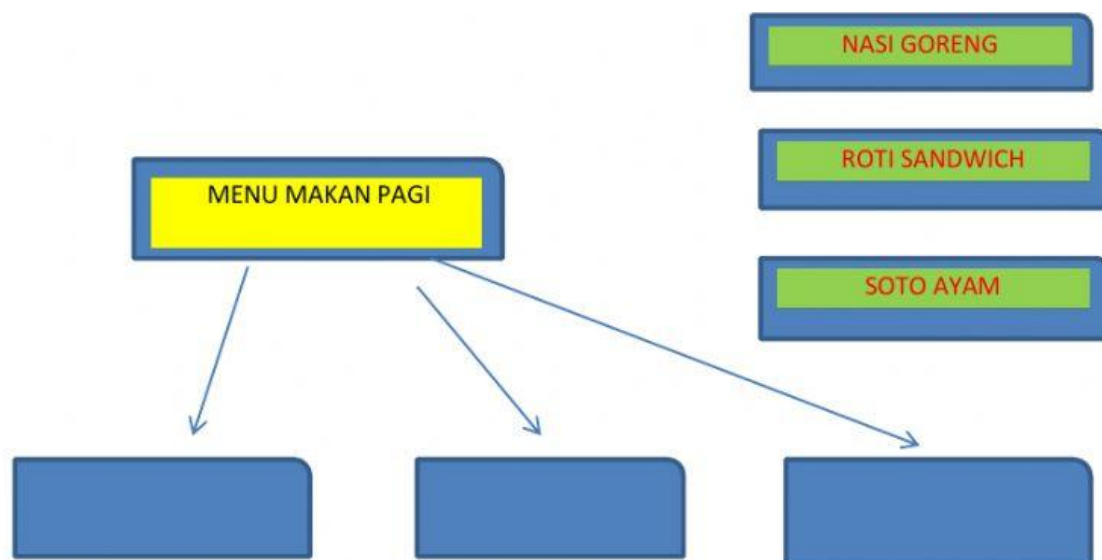 NASI GORENG
ROTI SANDWICH
MENU MAKAN PAGI
SOTO AYAM